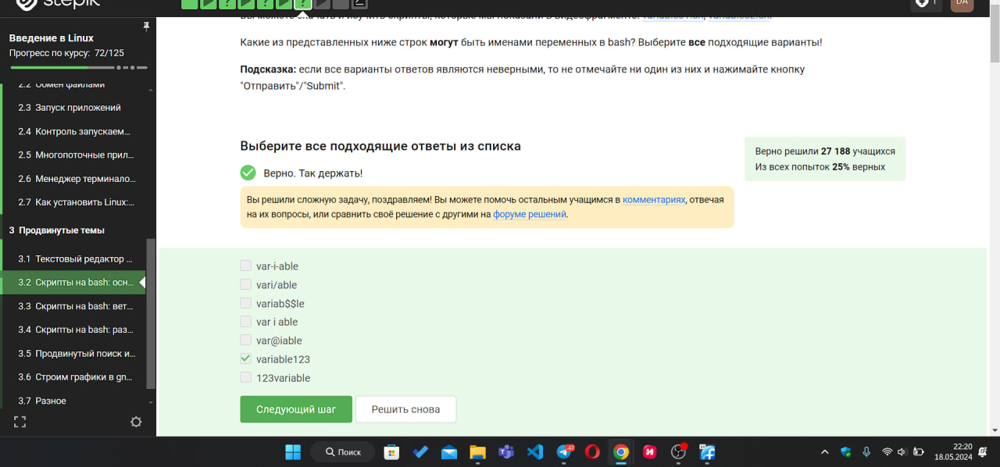 stepik
1
DA
Введение в Linux
Прогресс по курсу: 72/125
2.2 Обмен файлами
2.3 Запуск приложений
2.4 Контроль запускаем...
2.5 Многопоточные прил...
2.6 Менеджер терминало...
2.7 Как установить Linux:...
3 Продвинутые темы
3.1 Текстовый редактор ...
3.2 Скрипты на bash: осн...
3.3 Скрипты на bash: вет...
3.4 Скрипты на bash: раз...
3.5 Продвинутый поиск и...
3.6 Строим графики в gn...
3.7 Разное
Вы можете скачать и изучить скрипты, которые мы показали в видеофрагменте: variables1.sh, variables2.sh.
Какие из представленных ниже строк могут быть именами переменных в bash? Выберите все подходящие варианты!
Подсказка: если все варианты ответов являются неверными, то не отмечайте ни один из них и нажимайте кнопку
"Отправить"/"Submit".
Выберите все подходящие ответы из списка
Верно. Так держать!
Вы решили сложную задачу, поздравляем! Вы можете помочь остальным учащимся в комментариях, отвечая
на их вопросы, или сравнить своё решение с другими на форуме решений.
Верно решили 27 188 учащихся
Из всех попыток 25% верных
var-i-able
vari/able
variab$$le
var i able
var@iable
variable123
123variable
Следующий шаг
Решить снова
Поиск
47
22:20
18.05.2024